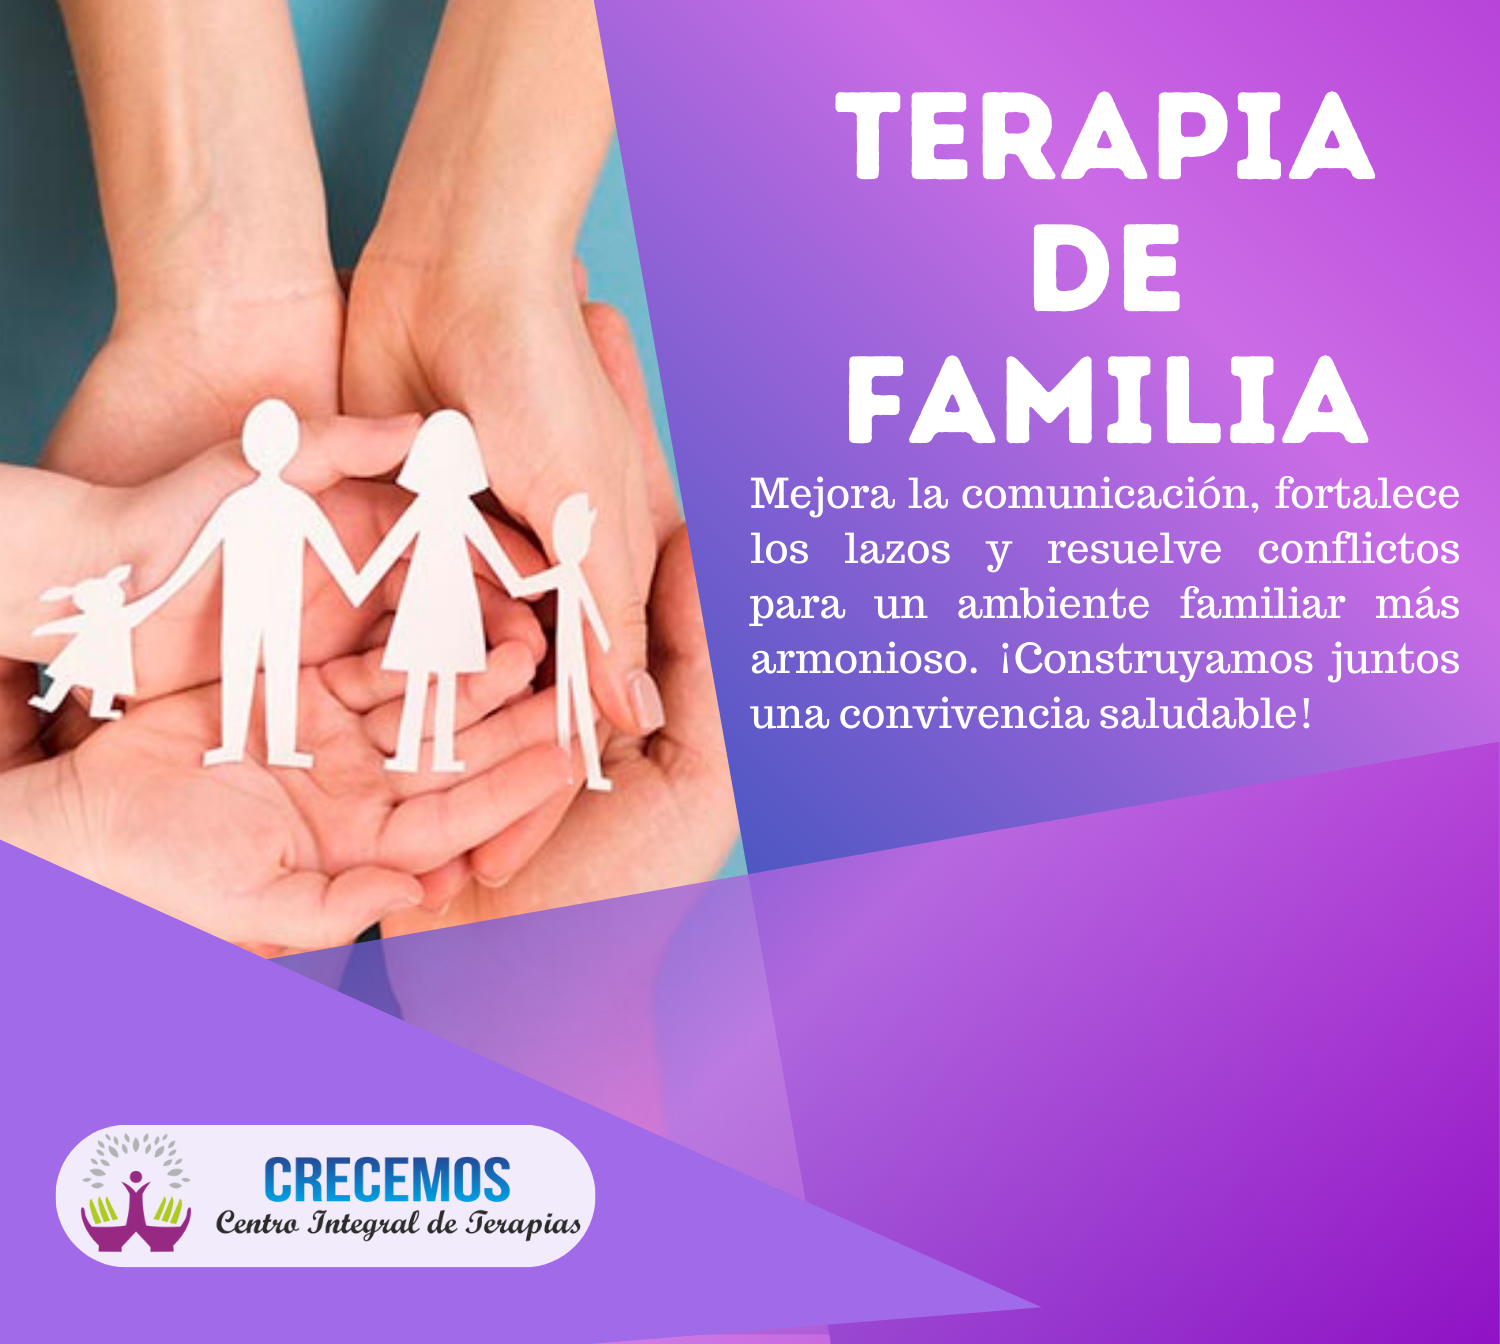 TERAPIA
DE
FAMILIA
Mejora la comunicación, fortalece
los lazos y resuelve conflictos
para un ambiente familiar más
armonioso. ¡Construyamos juntos
una convivencia saludable!
CRECEMOS
Centro Integral de Terapias